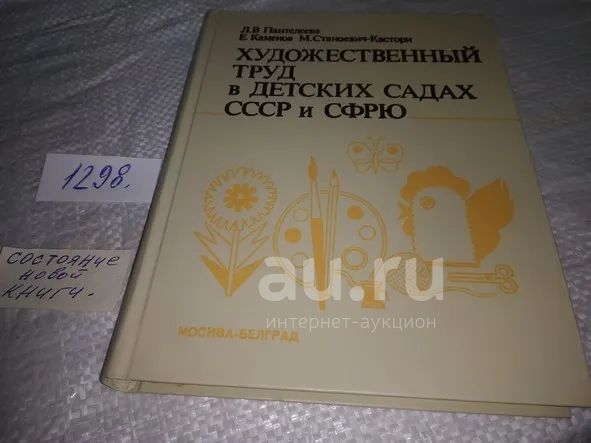 Л.В Пантелеева
Е. Каменов М. Станоевич-Кастори
ХУДОЖЕСТВЕННЫЙ
ТРУД
в ДЕТСКИХ САДАХ
СССР и СФРЮ
1298.
состояние
новой
книги.
au.ru
интернет-аукцион
МОСКВА-БЕЛГРАД